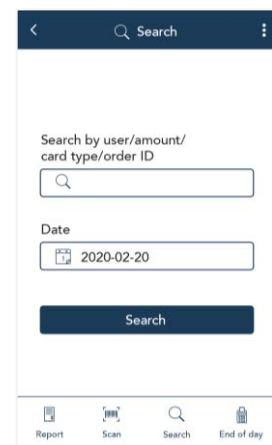 Search
Search by user/amount/
card type/order ID
Date
2020-02-20
Search
Report Scan Search End of day